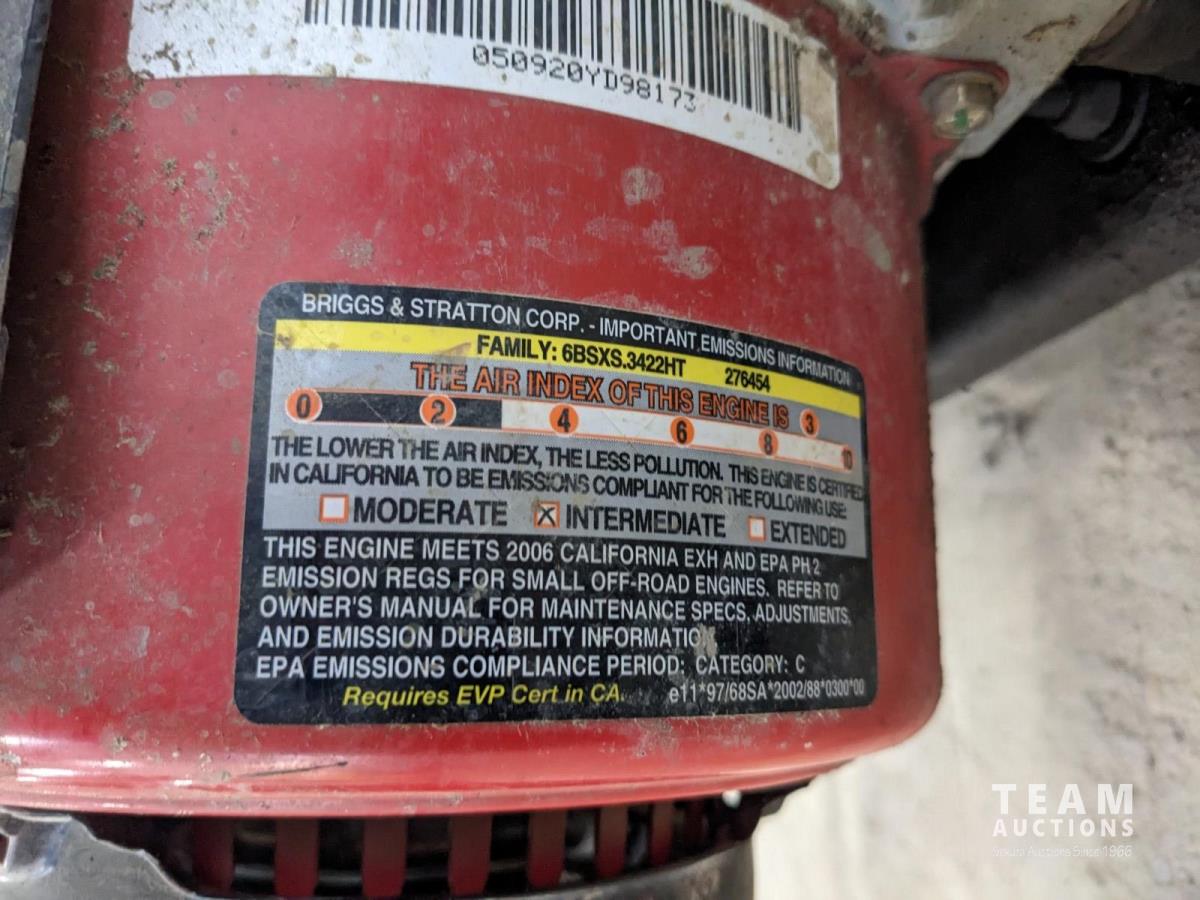 050920YD98173
BRIGGS & STRATTON CORP. - IMPORTANT EMISSIONS INFORMATION
FAMILY: 6BSXS.3422HT 276454
THE AIR INDEX OF THIS ENGINE IS 3
0 2 4 6 8 10
THE LOWER THE AIR INDEX, THE LESS POLLUTION. THIS ENGINE IS CERTIFIED
IN CALIFORNIA TO BE EMISSIONS COMPLIANT FOR THE FOLLOWING USE:
MODERATE X INTERMEDIATE EXTENDED
THIS ENGINE MEETS 2006 CALIFORNIA EXH AND EPA PH 2
EMISSION REGS FOR SMALL OFF-ROAD ENGINES. REFER TO
OWNER'S MANUAL FOR MAINTENANCE SPECS, ADJUSTMENTS,
AND EMISSION DURABILITY INFORMATION
EPA EMISSIONS COMPLIANCE PERIOD: CATEGORY: C
Requires EVP Cert in CA. e11*97/68SA*2002/88*0300*00
TEAM
AUCTIONS
Auctions Since 1966